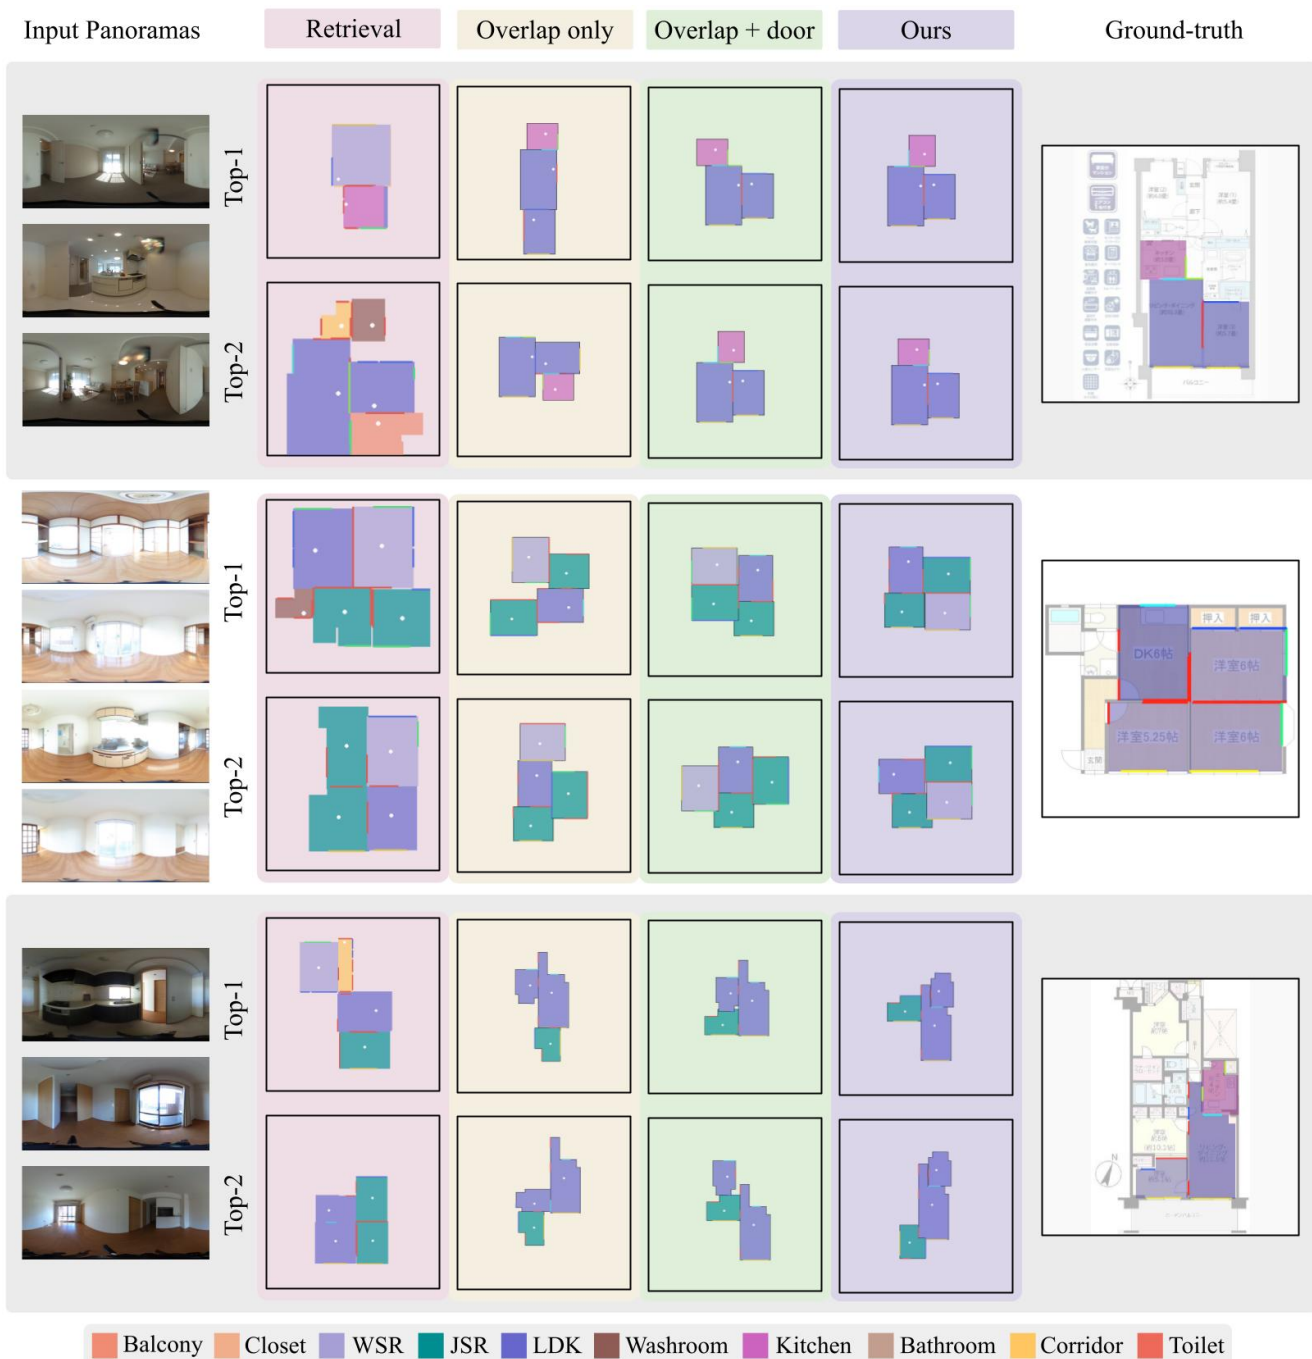 Input Panoramas Retrieval Overlap only Overlap + door Ours Ground-truth
Top-1
Top-2
Top-1
押入 押入
DK6帖 洋室6帖
洋室5.25帖 洋室6帖
玄関
Top-2
Top-1
N
Top-2
Balcony Closet WSR JSR LDK Washroom Kitchen Bathroom Corridor Toilet